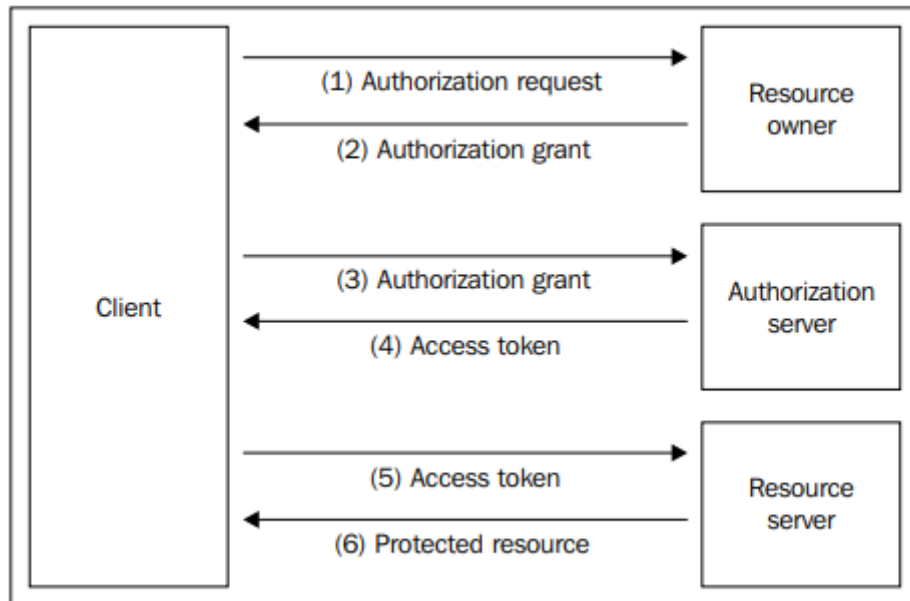 (1) Authorization request
Resource
owner
(2) Authorization grant
Client
(3) Authorization grant
Authorization
server
(4) Access token
(5) Access token
Resource
server
(6) Protected resource